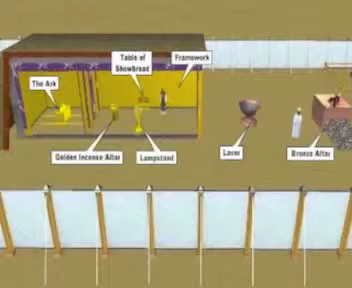 Table of
Showbread
Framework
The Ark
Golden Incense Altar
Lampstand
Laver
Bronze Altar